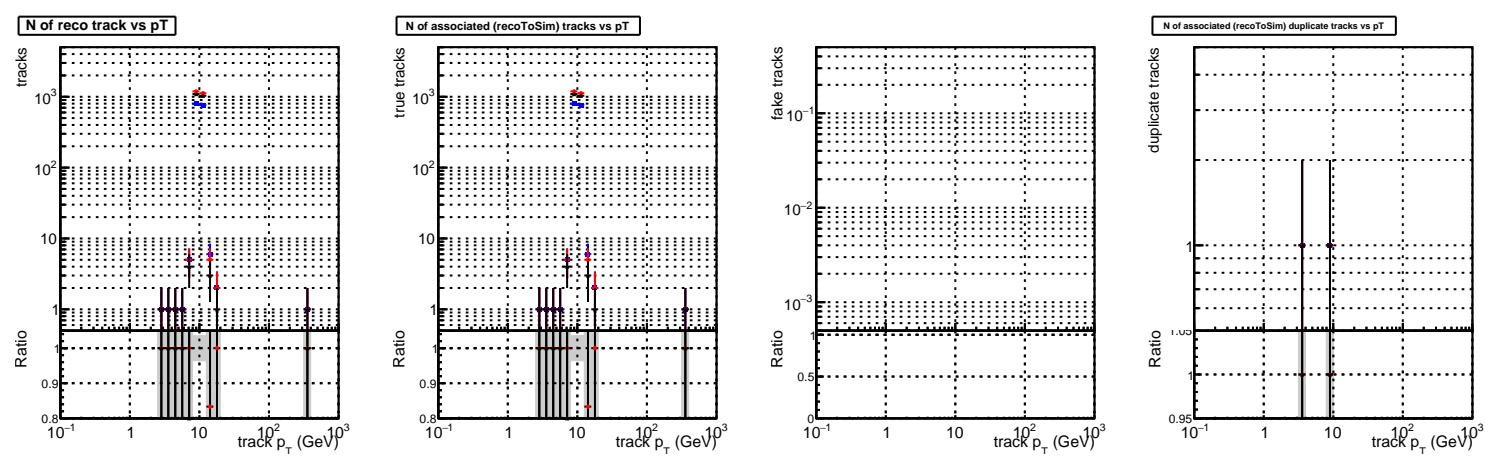 N of reco track vs pT
tracks
10³
10²
10
1
Ratio
1
0.9
0.8
10⁻¹ 1 10 10² 10³
track p_T (GeV)
N of associated (recoToSim) tracks vs pT
true tracks
10³
10²
10
1
Ratio
1
0.9
0.8
10⁻¹ 1 10 10² 10³
track p_T (GeV)
fake tracks
10⁻¹
10⁻²
10⁻³
Ratio
1
0.5
0
10⁻¹ 1 10 10² 10³
track p_T (GeV)
N of associated (recoToSim) duplicate tracks vs pT
duplicate tracks
1
Ratio
1.05
1
0.95
10⁻¹ 1 10 10² 10³
track p_T (GeV)